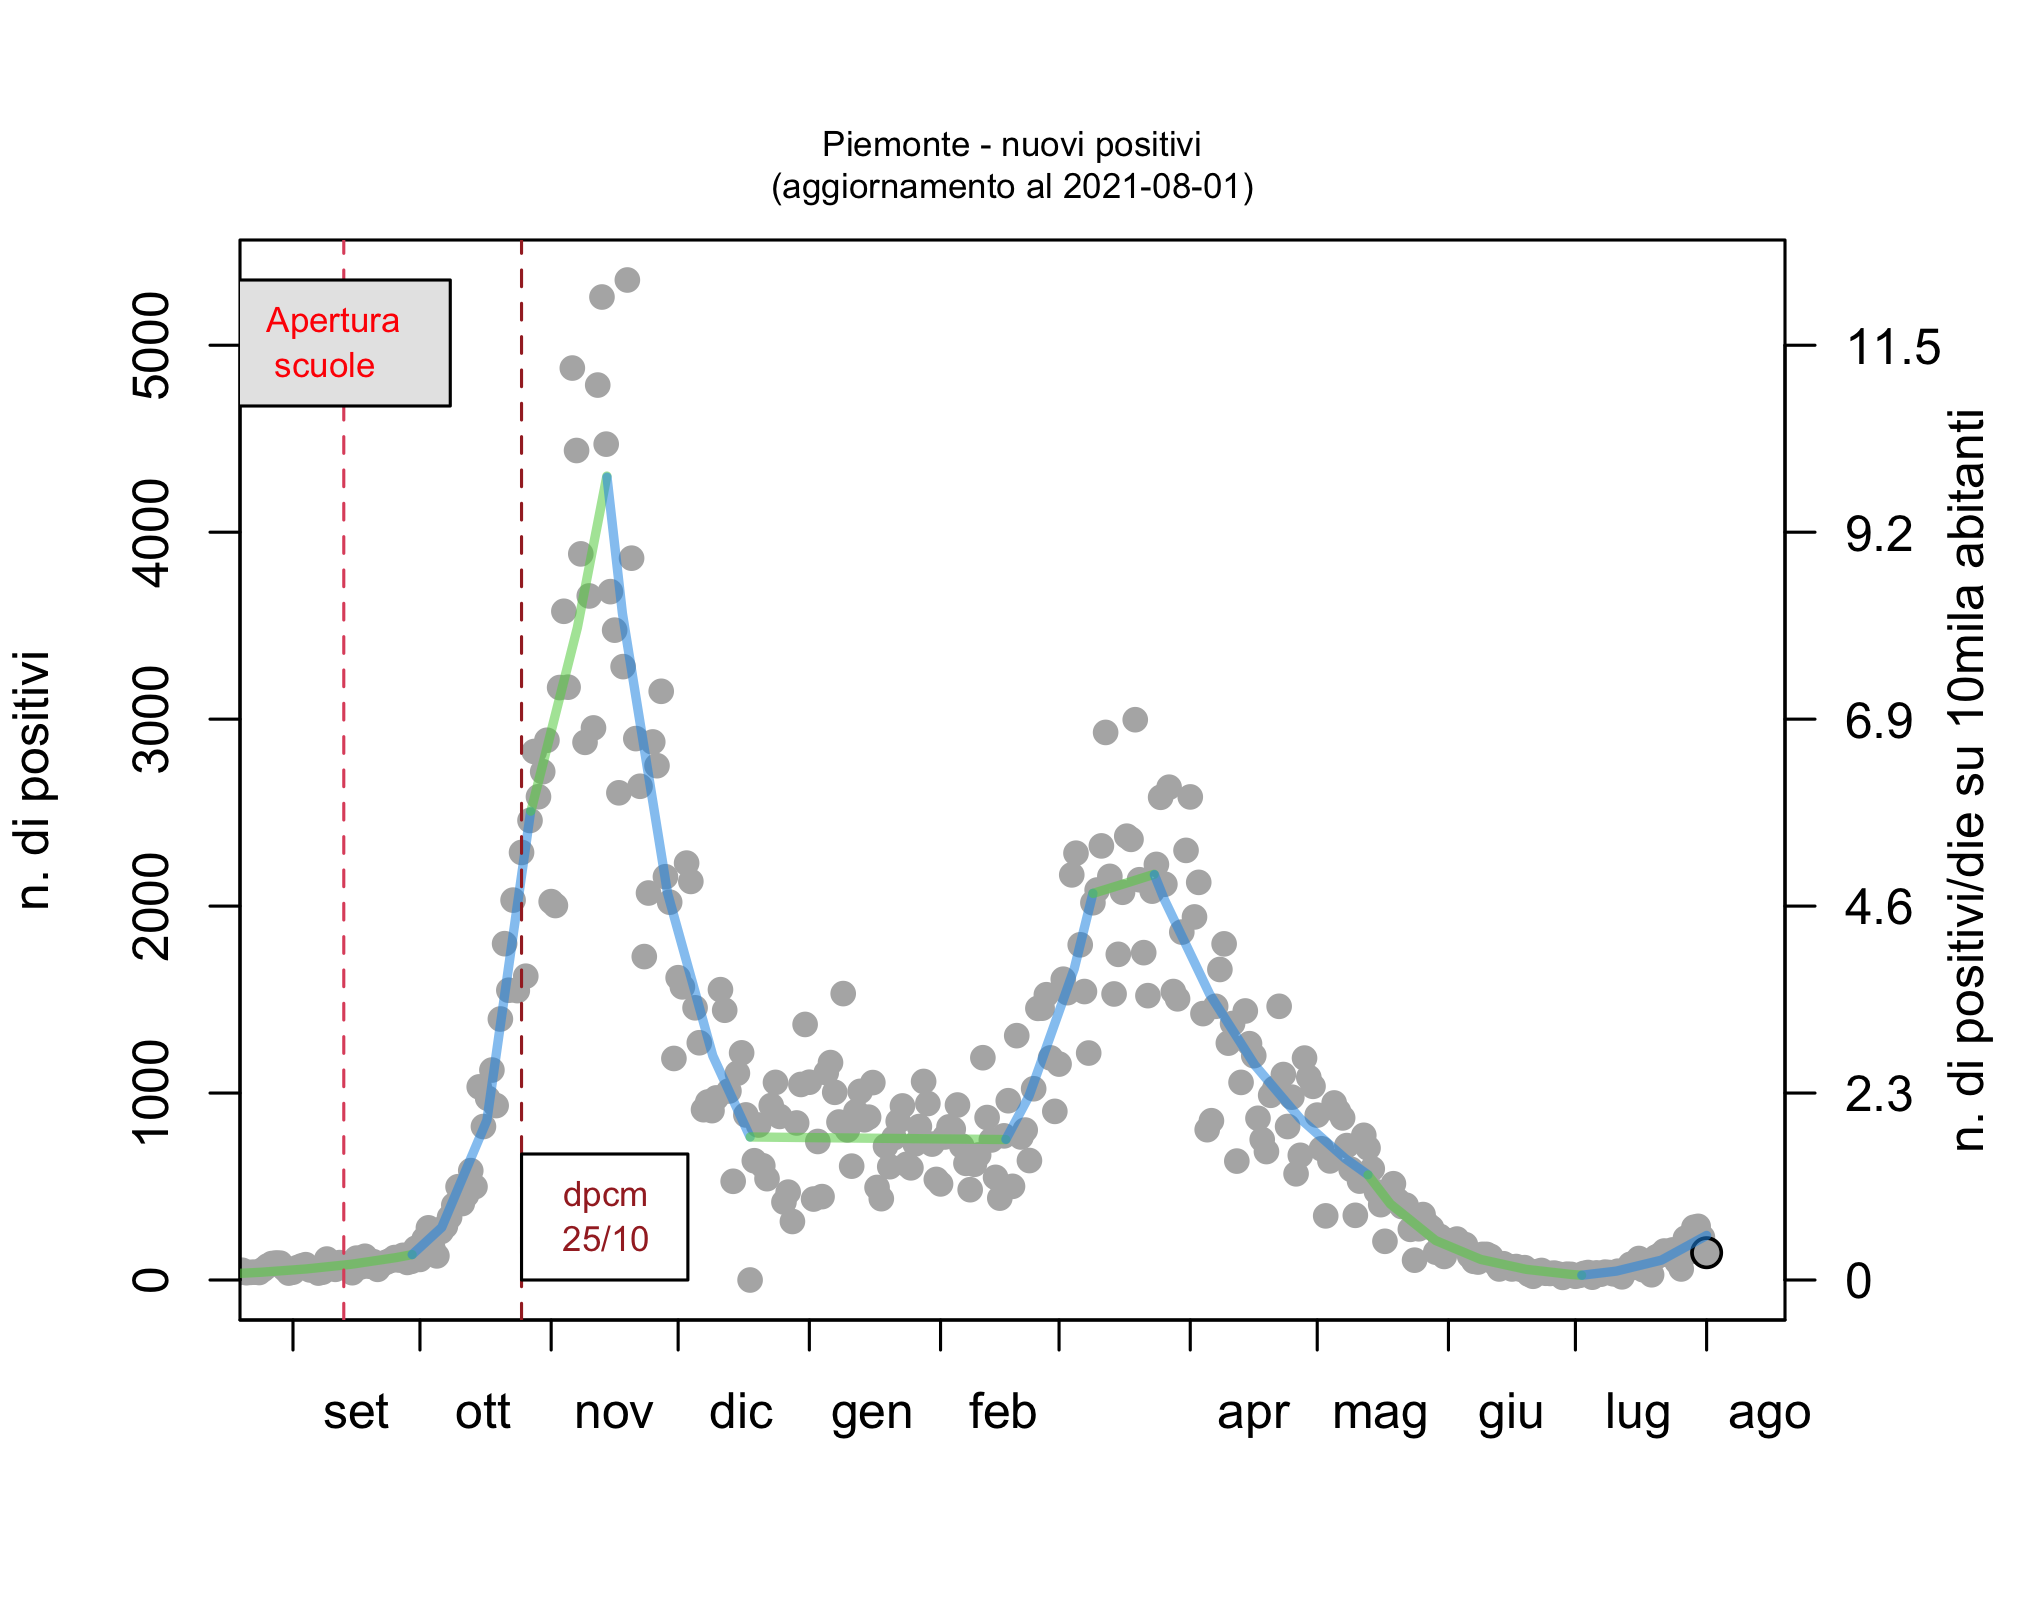 Piemonte - nuovi positivi
(aggiornamento al 2021-08-01)
Apertura
scuole
dpcm
25/10
n. di positivi
5000
4000
3000
2000
1000
0
11.5
9.2
6.9
4.6
2.3
0
n. di positivi/die su 10mila abitanti
set ott nov dic gen feb apr mag giu lug ago